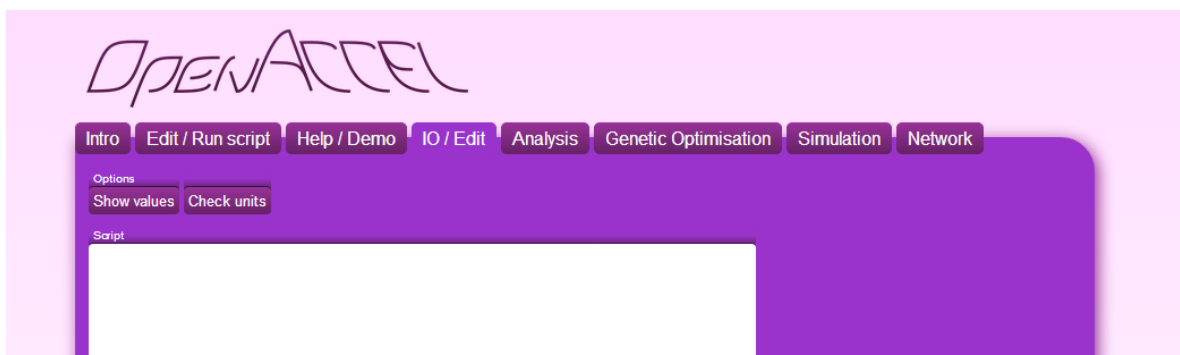 OpenAccel
Intro Edit / Run script Help / Demo IO / Edit Analysis Genetic Optimisation Simulation Network
Options
Show values Check units
Script